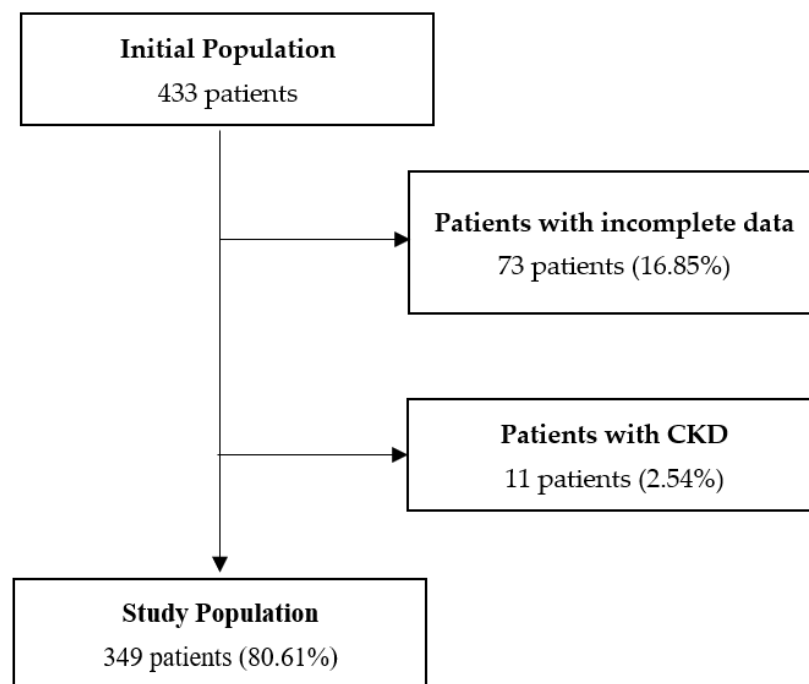 Initial Population
433 patients
Patients with incomplete data
73 patients (16.85%)
Patients with CKD
11 patients (2.54%)
Study Population
349 patients (80.61%)